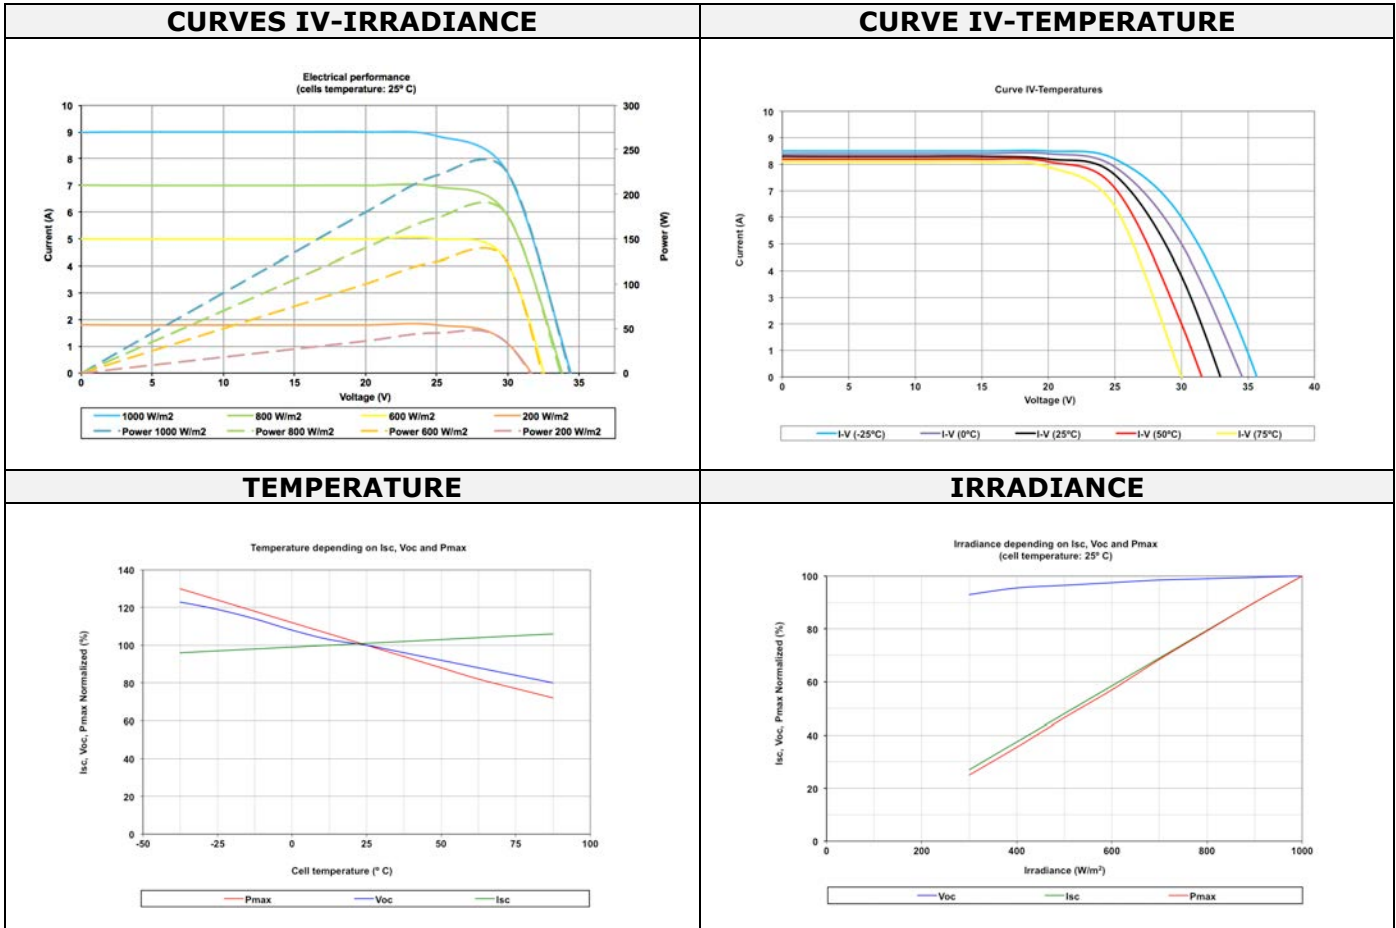 CURVES IV-IRRADIANCE
CURVE IV-TEMPERATURE
Electrical performance
(cells temperature: 25º C)
10
9
8
7
6
5
4
3
2
1
0
Current (A)
300
250
200
150
100
50
0
Power (W)
0 5 10 15 20 25 30 35
Voltage (V)
1000 W/m2 800 W/m2 600 W/m2 200 W/m2
Power 1000 W/m2 Power 800 W/m2 Power 600 W/m2 Power 200 W/m2
Curve IV-Temperatures
10
9
8
7
6
5
4
3
2
1
0
Current (A)
0 5 10 15 20 25 30 35 40
Voltage (V)
I-V (-25ºC) I-V (0ºC) I-V (25ºC) I-V (50ºC) I-V (75ºC)
TEMPERATURE
IRRADIANCE
Temperature depending on Isc, Voc and Pmax
140
120
100
80
60
40
20
0
Isc, Voc, Pmax Normalized (%)
-50 -25 0 25 50 75 100
Cell temperature (º C)
Pmax Voc Isc
Irradiance depending on Isc, Voc and Pmax
(cell temperature: 25º C)
100
80
60
40
20
0
Isc, Voc, Pmax Normalized (%)
0 200 400 600 800 1000
Irradiance (W/m²)
Voc Isc Pmax